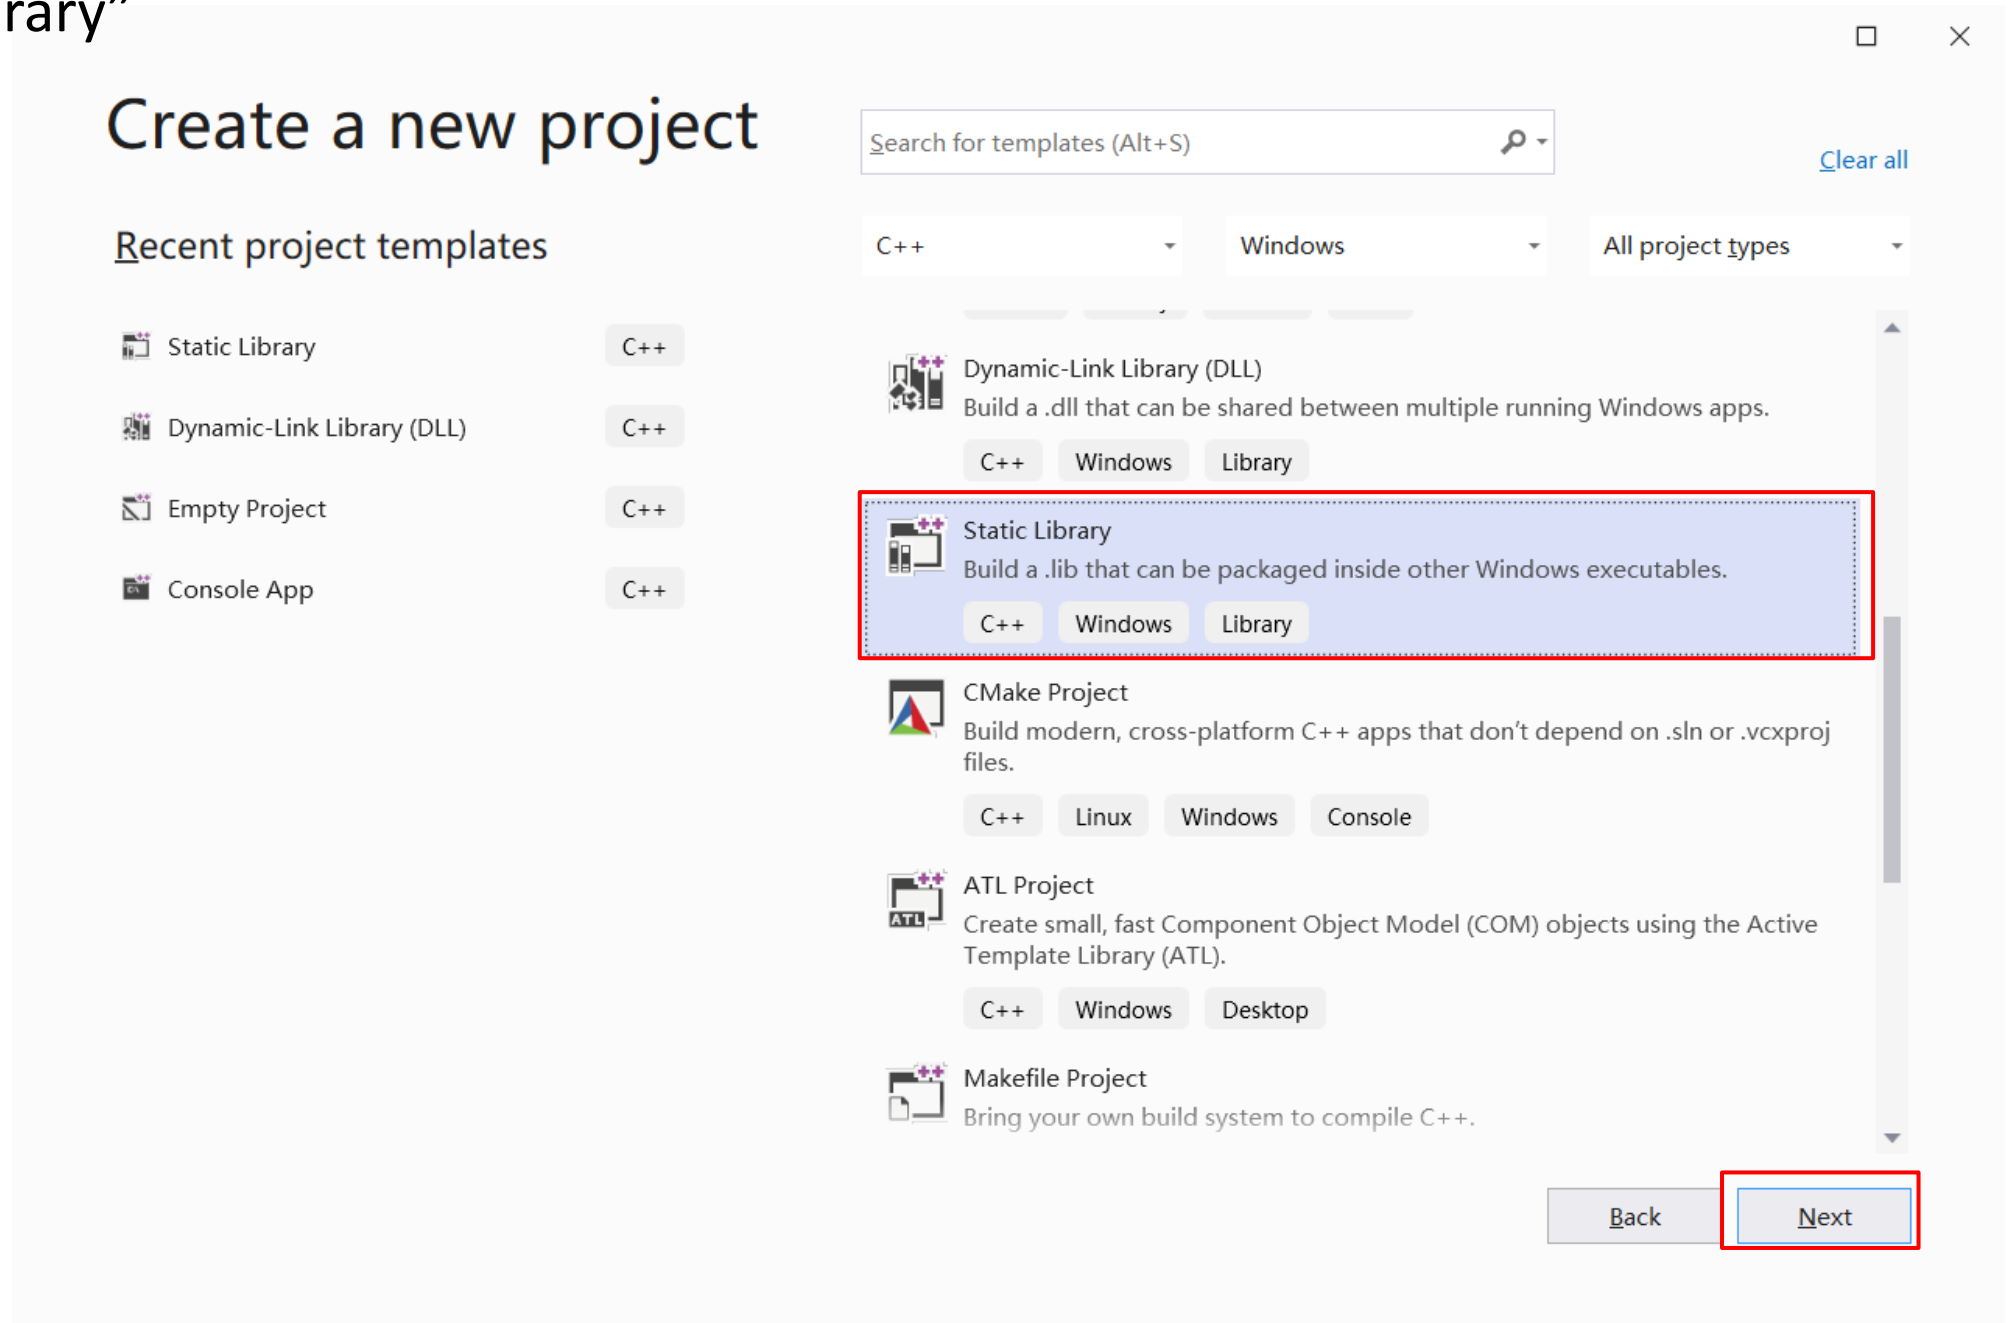 rary”
Create a new project
Search for templates (Alt+S)
Clear all
Recent project templates
C++
Windows
All project types
Static Library C++
Dynamic-Link Library (DLL) C++
Empty Project C++
Console App C++
Dynamic-Link Library (DLL)
Build a .dll that can be shared between multiple running Windows apps.
C++ Windows Library
Static Library
Build a .lib that can be packaged inside other Windows executables.
C++ Windows Library
CMake Project
Build modern, cross-platform C++ apps that don't depend on .sln or .vcxproj
files.
C++ Linux Windows Console
ATL Project
Create small, fast Component Object Model (COM) objects using the Active
Template Library (ATL).
C++ Windows Desktop
Makefile Project
Bring your own build system to compile C++.
Back
Next